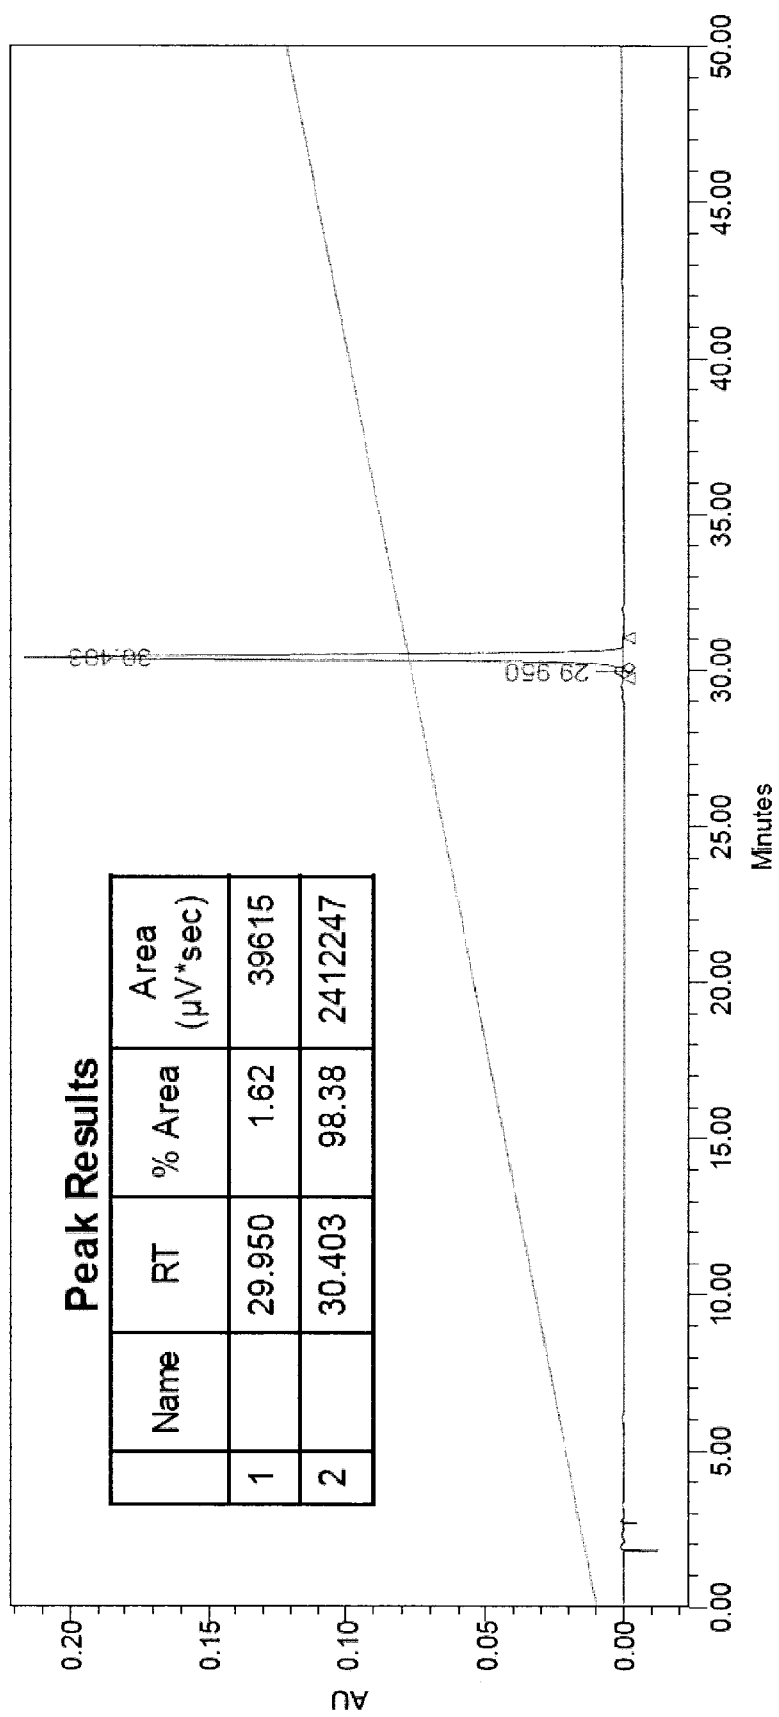 Peak Results
Name RT % Area Area (µV*sec)
1 29.950 1.62 39615
2 30.403 98.38 2412247
AU
0.20
0.15
0.10
0.05
0.00
30.403
29.950
0.00 5.00 10.00 15.00 20.00 25.00 30.00 35.00 40.00 45.00 50.00
Minutes